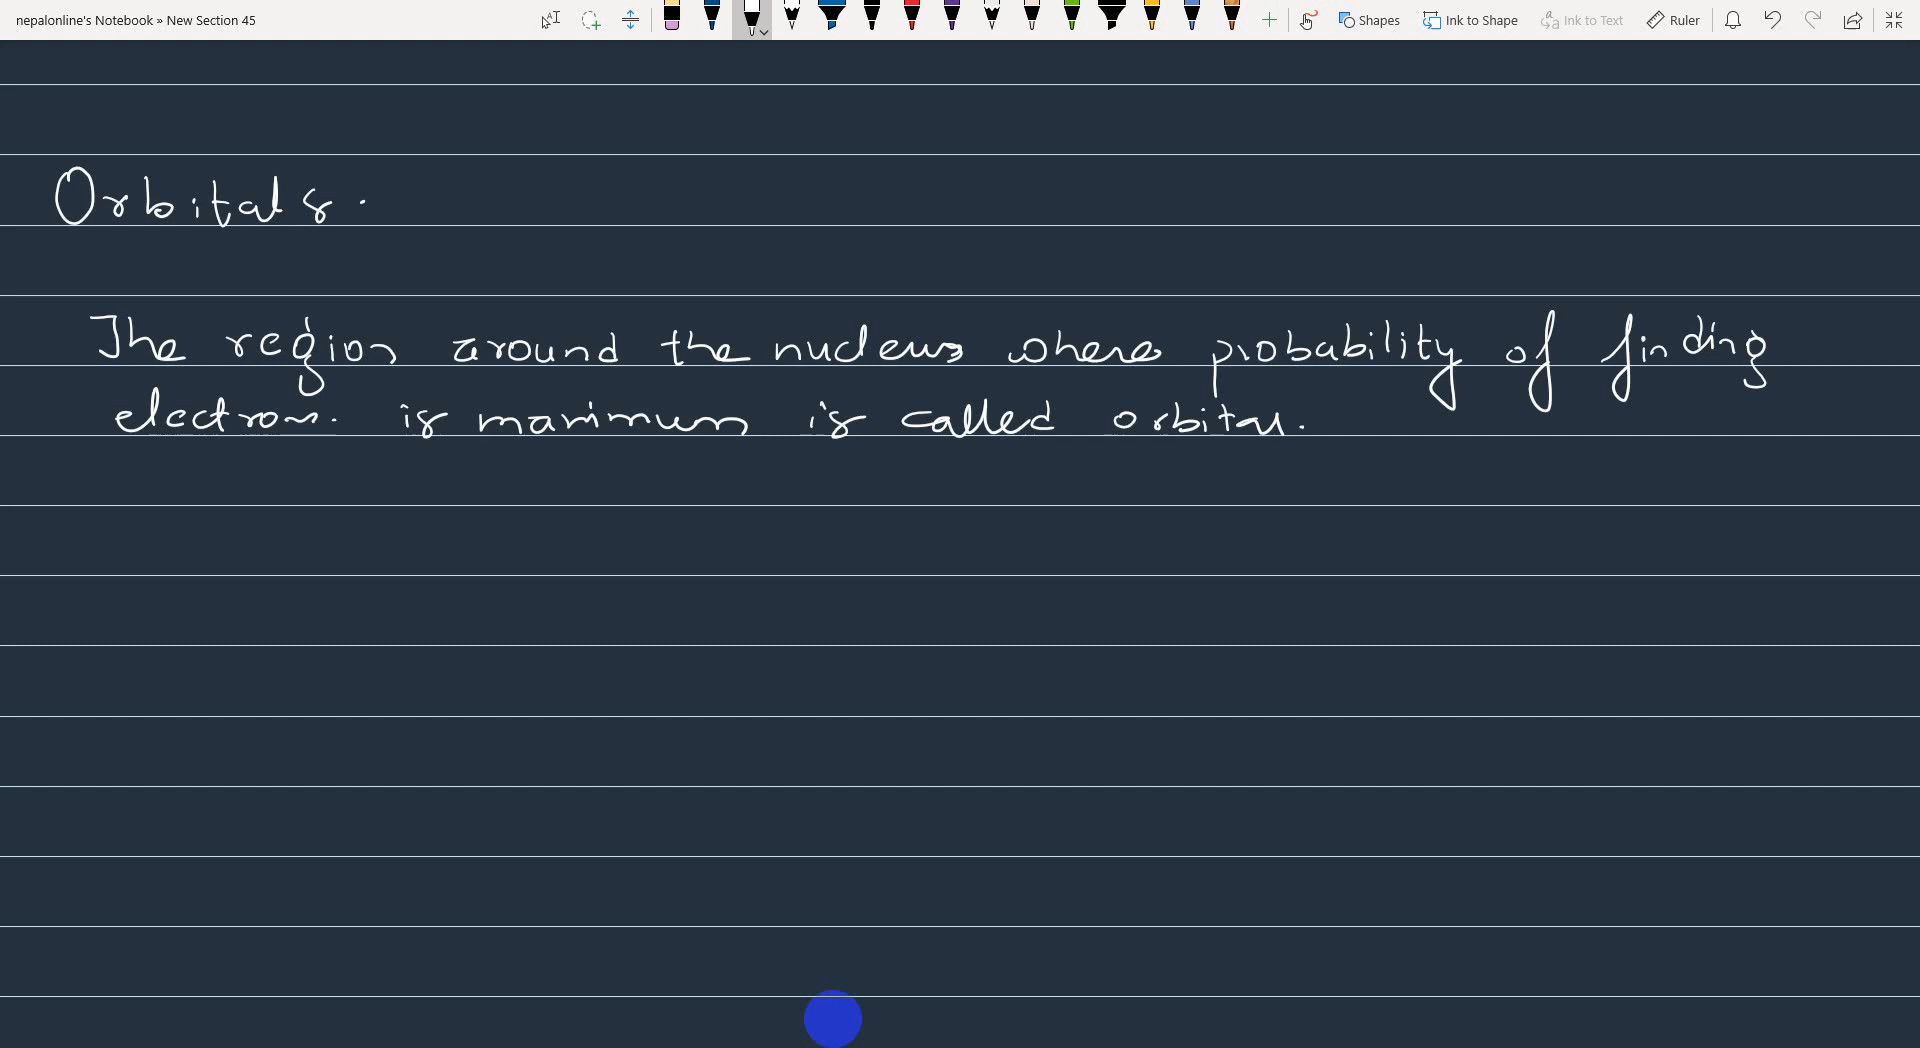 nepalonline's Notebook » New Section 45
Shapes Ink to Shape Ink to Text Ruler
Orbitals.
The region around the nucleus where probability of finding
electron. is maximum is called orbital.